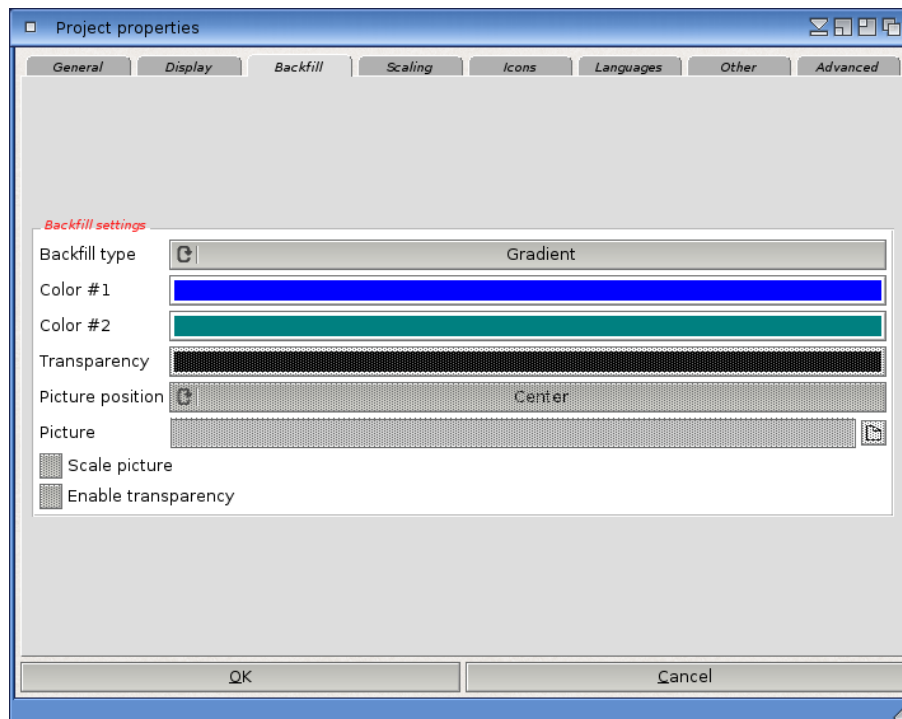 Project properties
General Display Backfill Scaling Icons Languages Other Advanced
Backfill settings
Backfill type Gradient
Color #1
Color #2
Transparency
Picture position Center
Picture
Scale picture
Enable transparency
OK Cancel